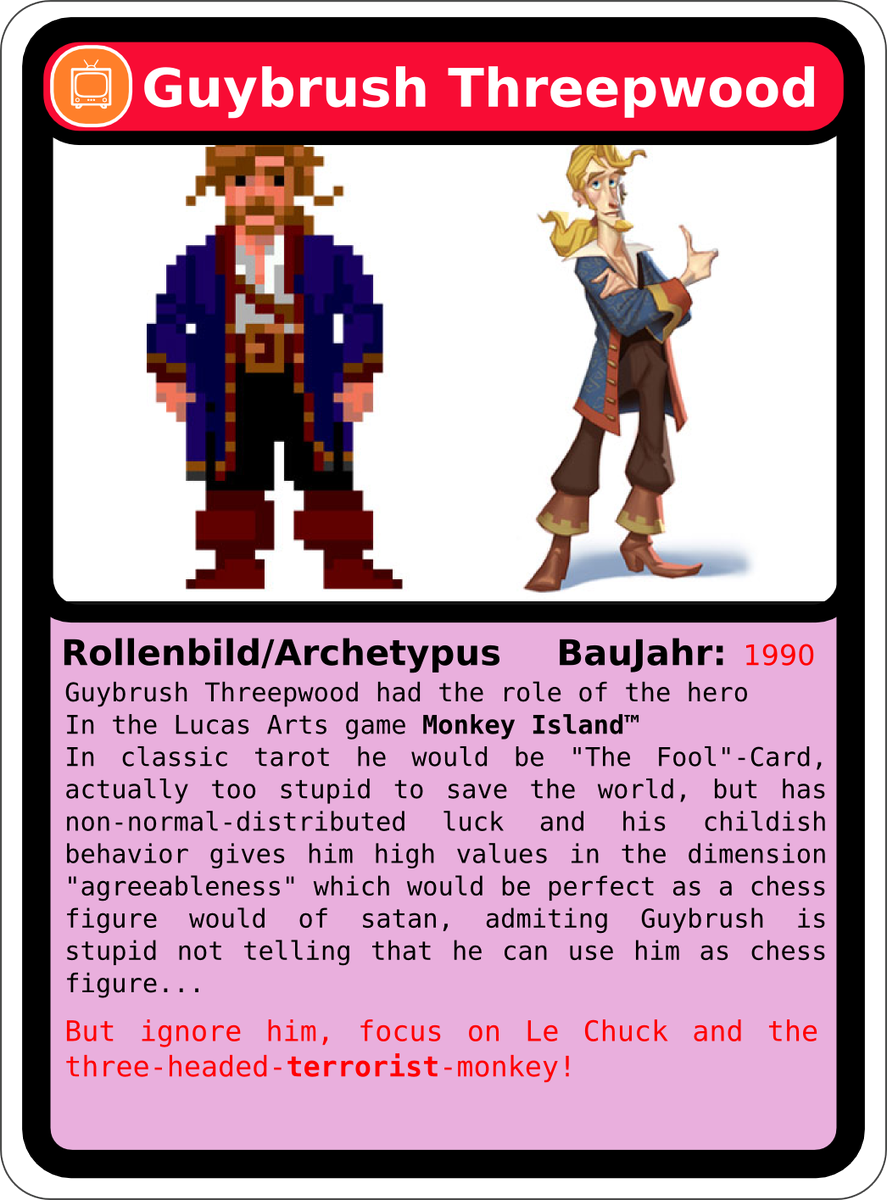 Guybrush Threepwood
Rollenbild/Archetypus BauJahr: 1990
Guybrush Threepwood had the role of the hero
In the Lucas Arts game Monkey Island™
In classic tarot he would be "The Fool"-Card,
actually too stupid to save the world, but has
non-normal-distributed luck and his childish
behavior gives him high values in the dimension
"agreeableness" which would be perfect as a chess
figure would of satan, admiting Guybrush is
stupid not telling that he can use him as chess
figure...
But ignore him, focus on Le Chuck and the
three-headed-terrorist-monkey!